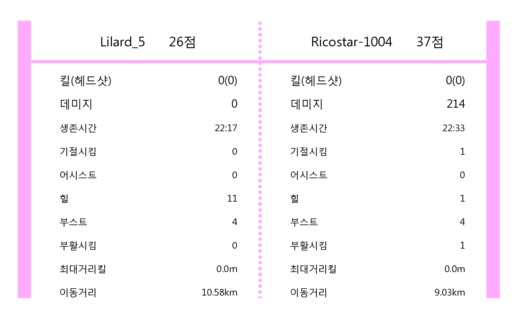 Lilard_5 26점 Ricostar-1004 37점
킬(헤드샷) 0(0) 킬(헤드샷) 0(0)
데미지 0 데미지 214
생존시간 22:17 생존시간 22:33
기절시킴 0 기절시킴 1
어시스트 0 어시스트 0
힐 11 힐 1
부스트 4 부스트 4
부활시킴 0 부활시킴 1
최대거리킬 0.0m 최대거리킬 0.0m
이동거리 10.58km 이동거리 9.03km